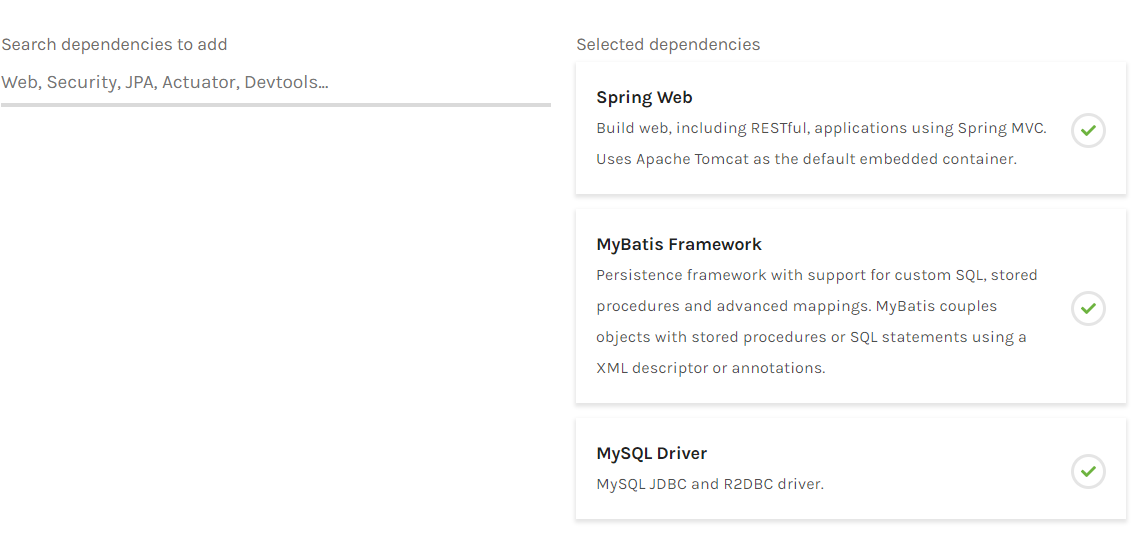 Search dependencies to add
Web, Security, JPA, Actuator, Devtools...
Selected dependencies
Spring Web
Build web, including RESTful, applications using Spring MVC.
Uses Apache Tomcat as the default embedded container.
MyBatis Framework
Persistence framework with support for custom SQL, stored
procedures and advanced mappings. MyBatis couples
objects with stored procedures or SQL statements using a
XML descriptor or annotations.
MySQL Driver
MySQL JDBC and R2DBC driver.